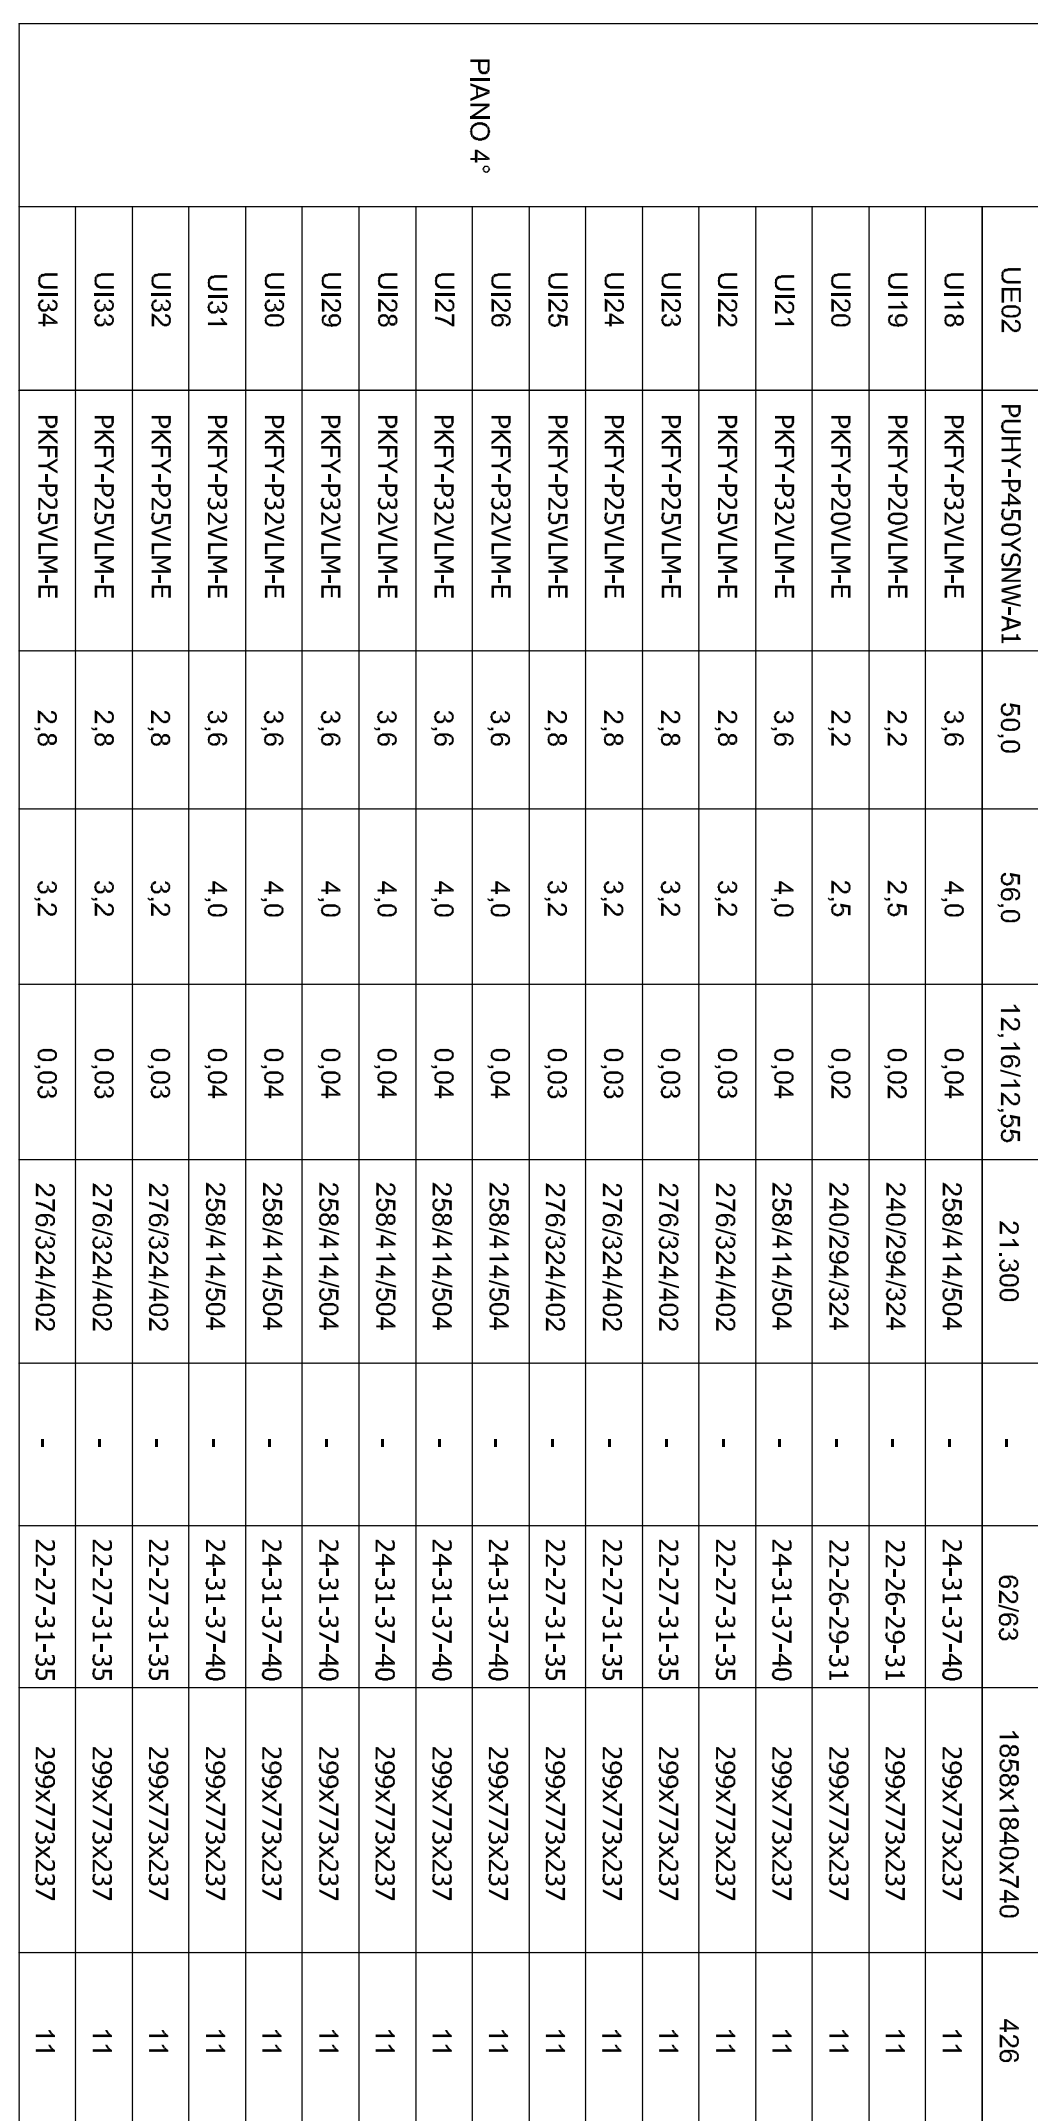 PIANO 4°
UE02 PUHY-P450YSNW-A1 50,0 56,0 12,16/12,55 21.300 - 62/63 1858x1840x740 426
UI18 PKFY-P32VLM-E 3,6 4,0 0,04 258/414/504 - 24-31-37-40 299x773x237 11
UI19 PKFY-P20VLM-E 2,2 2,5 0,02 240/294/324 - 22-26-29-31 299x773x237 11
UI20 PKFY-P20VLM-E 2,2 2,5 0,02 240/294/324 - 22-26-29-31 299x773x237 11
UI21 PKFY-P32VLM-E 3,6 4,0 0,04 258/414/504 - 24-31-37-40 299x773x237 11
UI22 PKFY-P25VLM-E 2,8 3,2 0,03 276/324/402 - 22-27-31-35 299x773x237 11
UI23 PKFY-P25VLM-E 2,8 3,2 0,03 276/324/402 - 22-27-31-35 299x773x237 11
UI24 PKFY-P25VLM-E 2,8 3,2 0,03 276/324/402 - 22-27-31-35 299x773x237 11
UI25 PKFY-P25VLM-E 2,8 3,2 0,03 276/324/402 - 22-27-31-35 299x773x237 11
UI26 PKFY-P32VLM-E 3,6 4,0 0,04 258/414/504 - 24-31-37-40 299x773x237 11
UI27 PKFY-P32VLM-E 3,6 4,0 0,04 258/414/504 - 24-31-37-40 299x773x237 11
UI28 PKFY-P32VLM-E 3,6 4,0 0,04 258/414/504 - 24-31-37-40 299x773x237 11
UI29 PKFY-P32VLM-E 3,6 4,0 0,04 258/414/504 - 24-31-37-40 299x773x237 11
UI30 PKFY-P32VLM-E 3,6 4,0 0,04 258/414/504 - 24-31-37-40 299x773x237 11
UI31 PKFY-P32VLM-E 3,6 4,0 0,04 258/414/504 - 24-31-37-40 299x773x237 11
UI32 PKFY-P25VLM-E 2,8 3,2 0,03 276/324/402 - 22-27-31-35 299x773x237 11
UI33 PKFY-P25VLM-E 2,8 3,2 0,03 276/324/402 - 22-27-31-35 299x773x237 11
UI34 PKFY-P25VLM-E 2,8 3,2 0,03 276/324/402 - 22-27-31-35 299x773x237 11